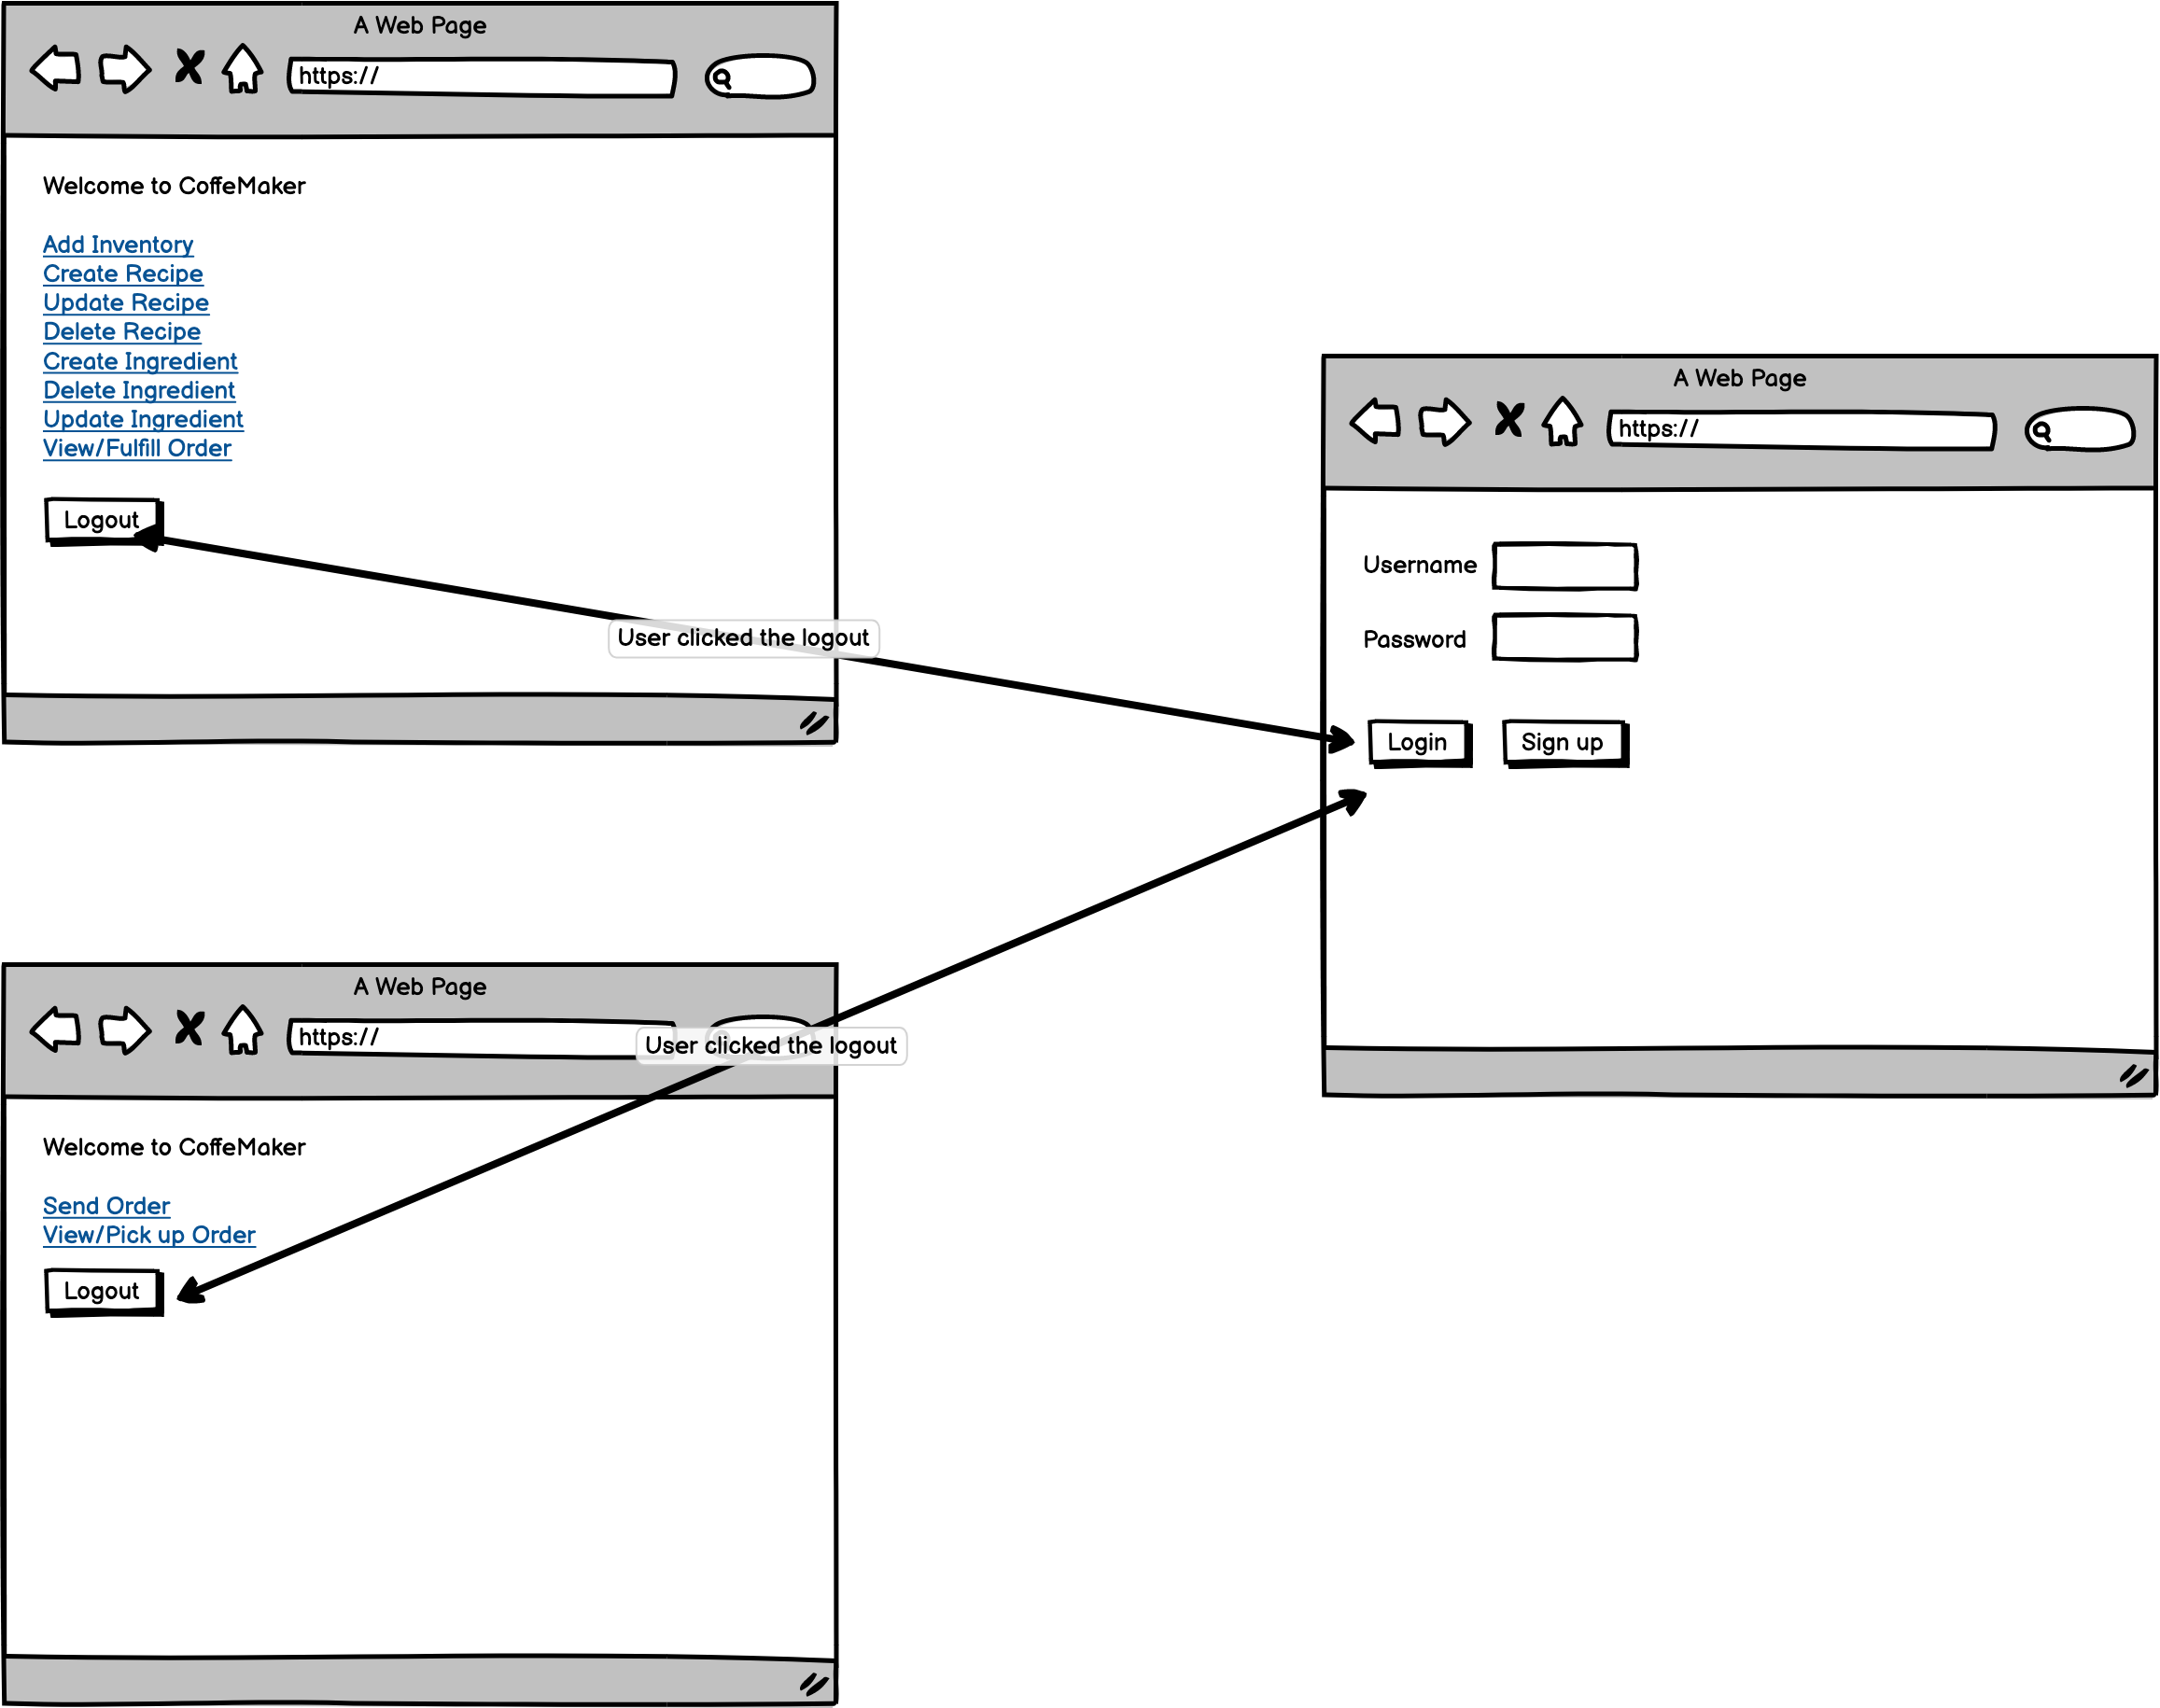 A Web Page
https://
Welcome to CoffeMaker
Add Inventory
Create Recipe
Update Recipe
Delete Recipe
Create Ingredient
Delete Ingredient
Update Ingredient
View/Fulfill Order
Logout
User clicked the logout
A Web Page
https://
Username
Password
Login
Sign up
A Web Page
https://
User clicked the logout
Welcome to CoffeMaker
Send Order
View/Pick up Order
Logout